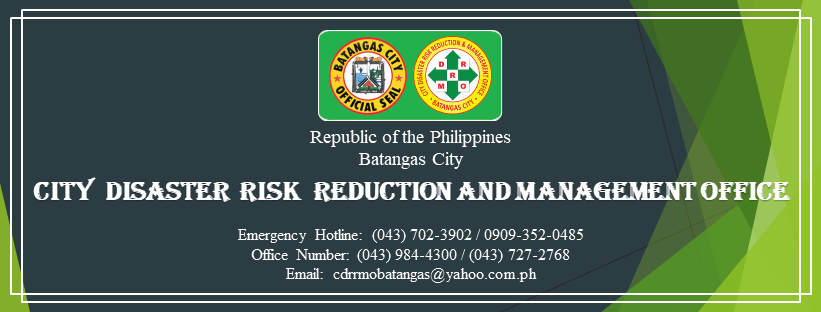 BATANGAS CITY
OFFICIAL SEAL
CITY DISASTER RISK REDUCTION & MANAGEMENT OFFICE
D
R R
M O
BATANGAS CITY
Republic of the Philippines
Batangas City
CITY DISASTER RISK REDUCTION AND MANAGEMENT OFFICE
Emergency Hotline: (043) 702-3902 / 0909-352-0485
Office Number: (043) 984-4300 / (043) 727-2768
Email: cdrrmobatangas@yahoo.com.ph